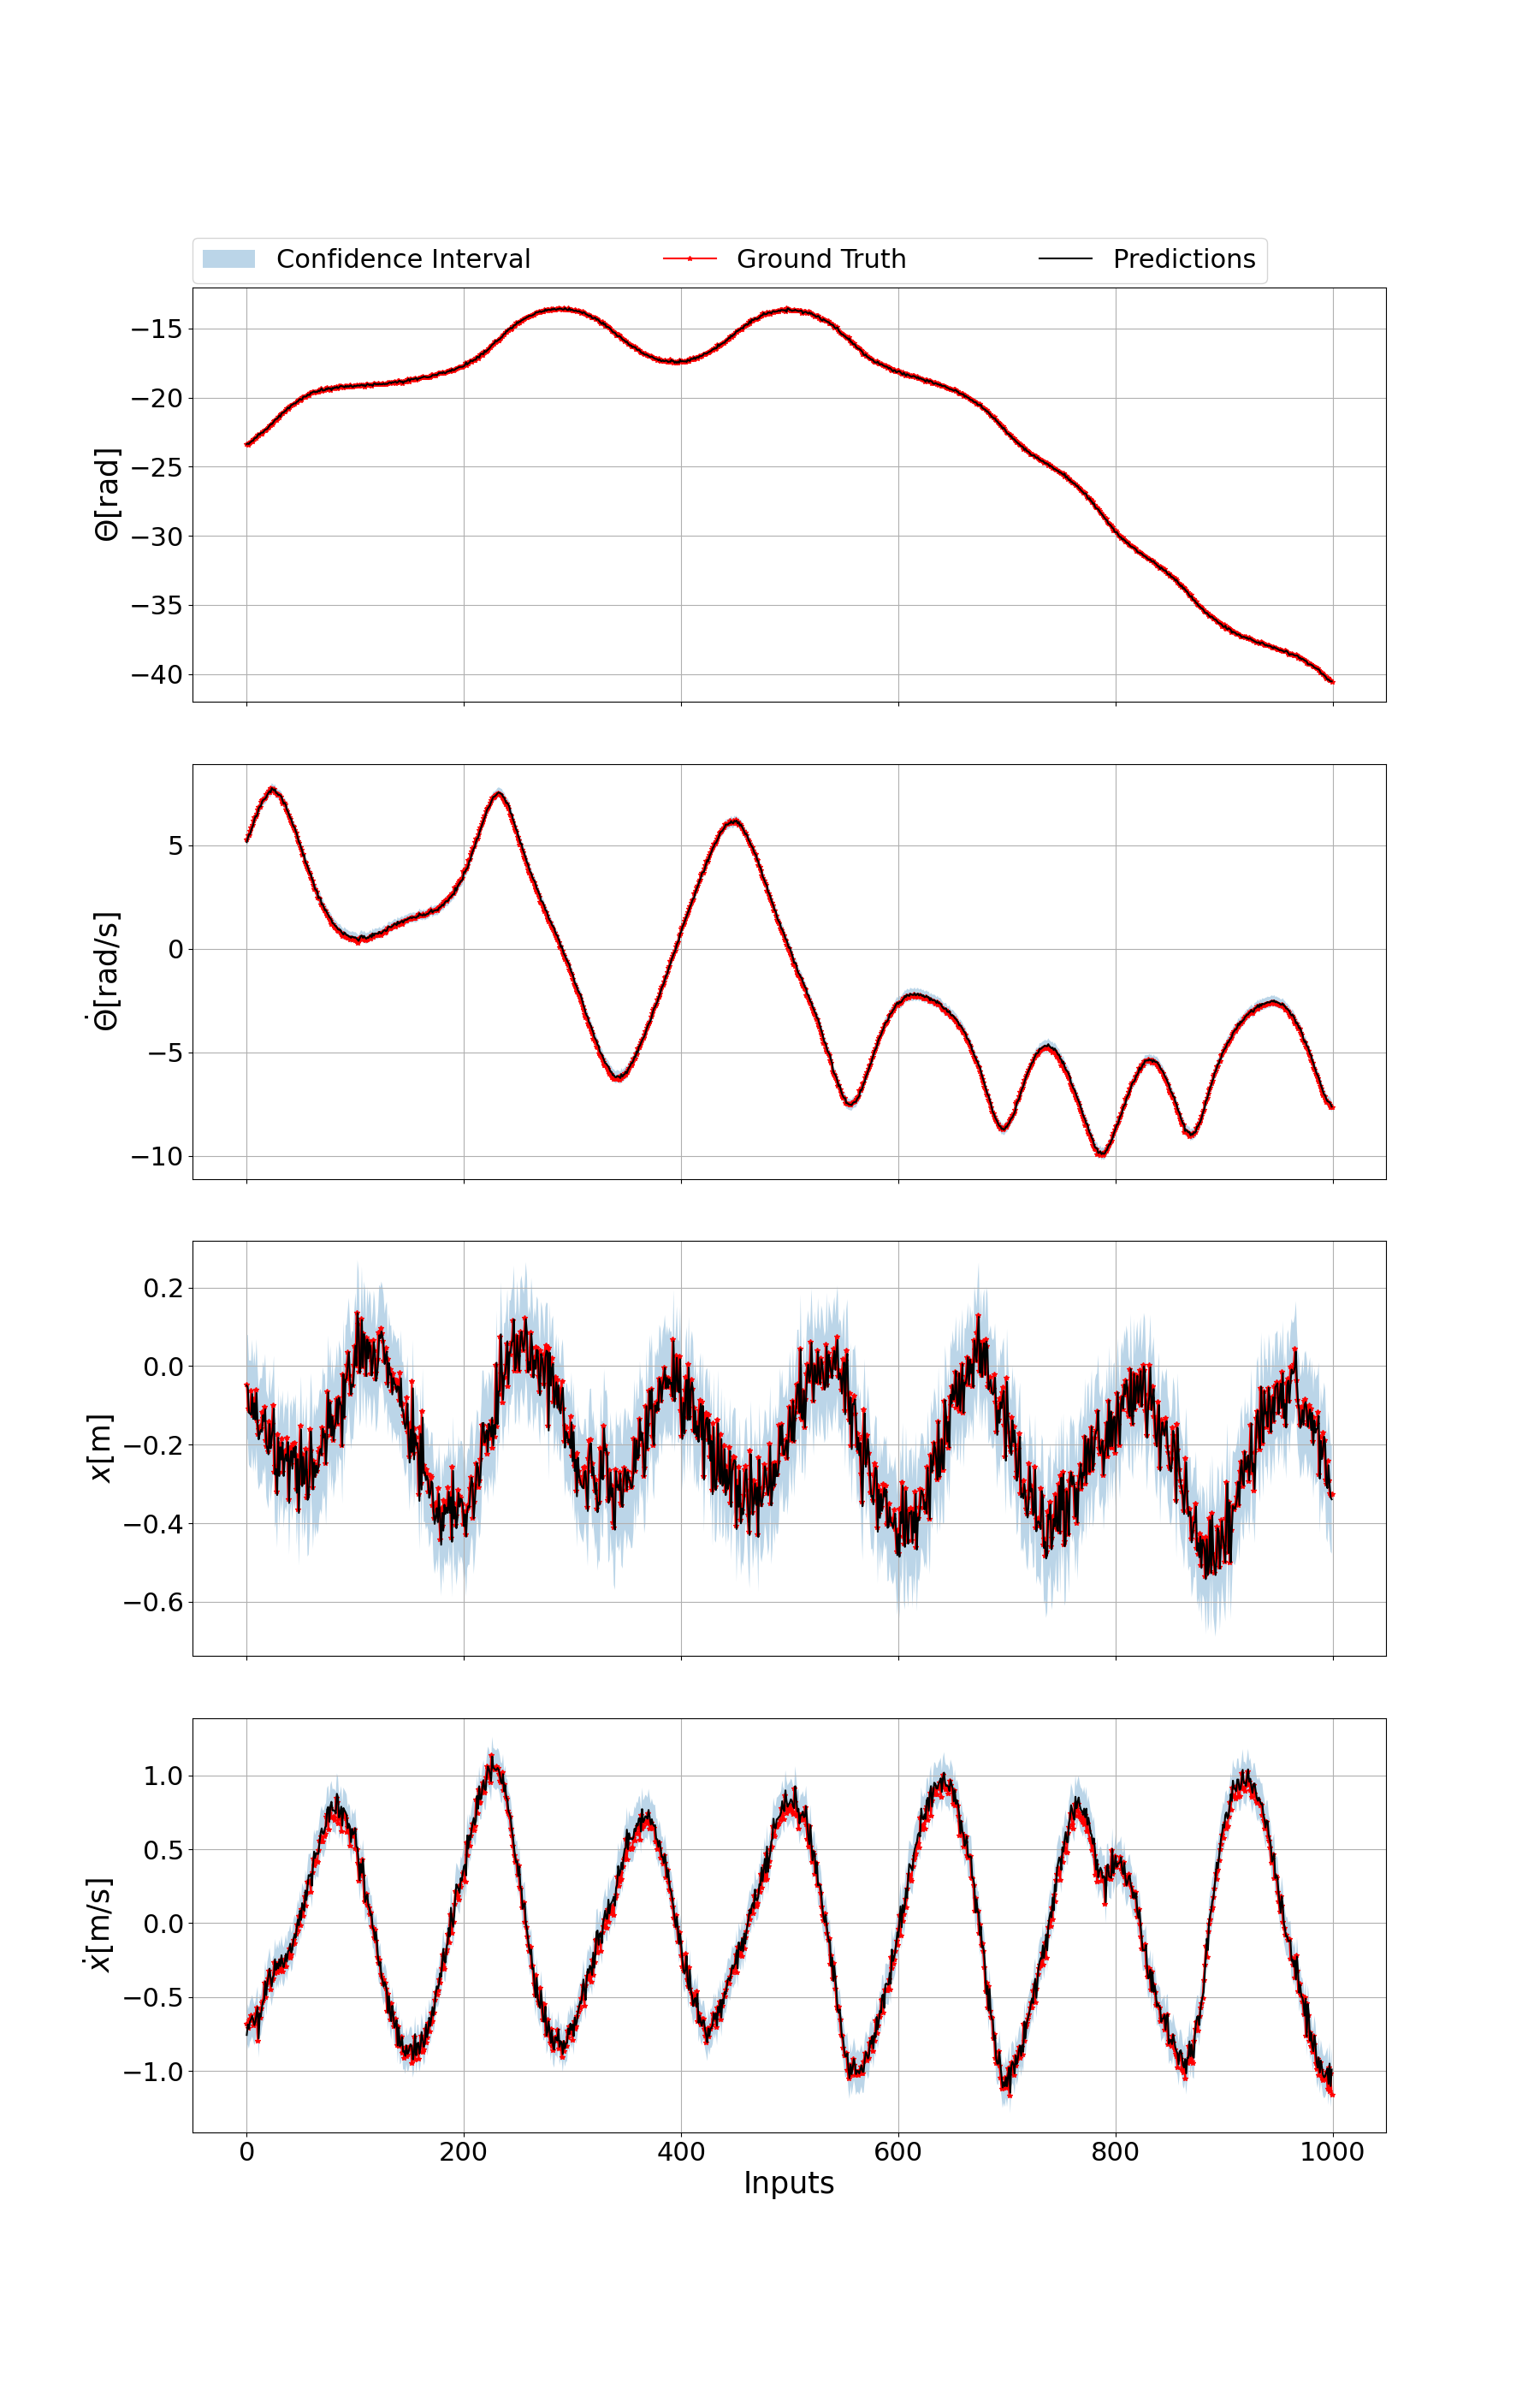 Confidence Interval Ground Truth Predictions
−15
−20
−25
−30
−35
−40
Θ[rad]
5
0
−5
−10
Θ̇[rad/s]
0.2
0.0
−0.2
−0.4
−0.6
x[m]
1.0
0.5
0.0
−0.5
−1.0
ẋ[m/s]
0 200 400 600 800 1000
Inputs